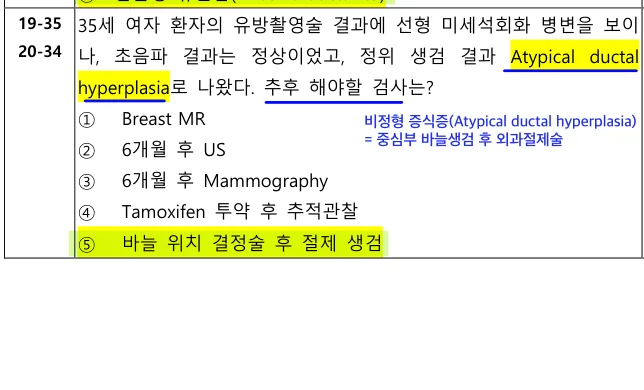 19-35
20-34
35세 여자 환자의 유방촬영술 결과에 선형 미세석회화 병변을 보이
나, 초음파 결과는 정상이었고, 정위 생검 결과 Atypical ductal
hyperplasia로 나왔다. 추후 해야할 검사는?
① Breast MR
비정형 증식증(Atypical ductal hyperplasia)
= 중심부 바늘생검 후 외과절제술
② 6개월 후 US
③ 6개월 후 Mammography
④ Tamoxifen 투약 후 추적관찰
⑤ 바늘 위치 결정술 후 절제 생검